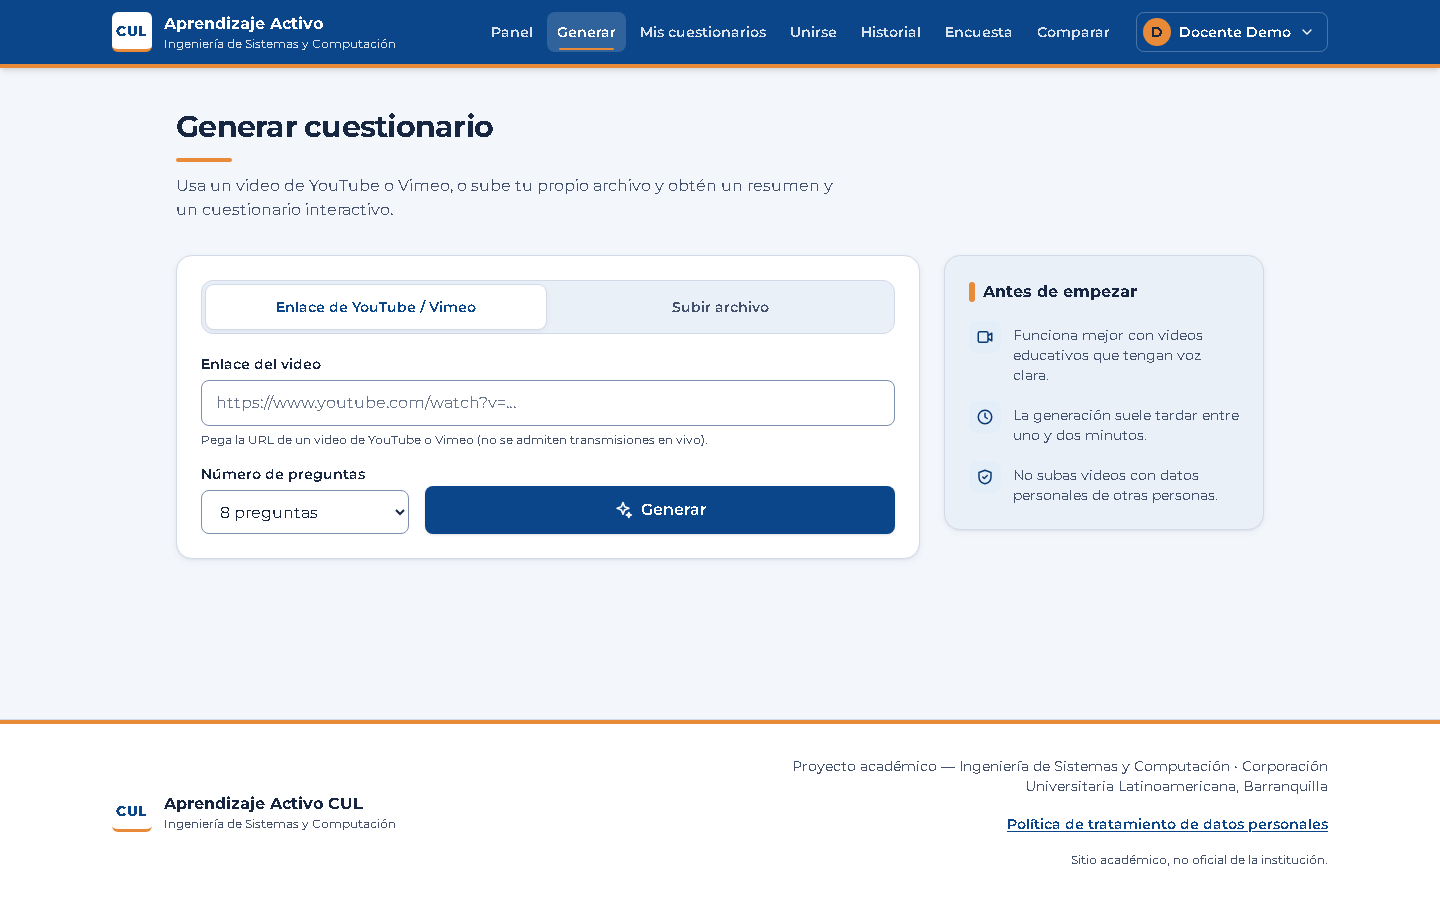 CUL
Aprendizaje Activo
Ingeniería de Sistemas y Computación
Panel
Generar
Mis cuestionarios
Unirse
Historial
Encuesta
Comparar
D
Docente Demo
Generar cuestionario
Usa un video de YouTube o Vimeo, o sube tu propio archivo y obtén un resumen y
un cuestionario interactivo.
Enlace de YouTube / Vimeo
Subir archivo
Enlace del video
https://www.youtube.com/watch?v=...
Pega la URL de un video de YouTube o Vimeo (no se admiten transmisiones en vivo).
Número de preguntas
8 preguntas
Generar
Antes de empezar
Funciona mejor con videos
educativos que tengan voz
clara.
La generación suele tardar entre
uno y dos minutos.
No subas videos con datos
personales de otras personas.
CUL
Aprendizaje Activo CUL
Ingeniería de Sistemas y Computación
Proyecto académico — Ingeniería de Sistemas y Computación · Corporación
Universitaria Latinoamericana, Barranquilla
Política de tratamiento de datos personales
Sitio académico, no oficial de la institución.